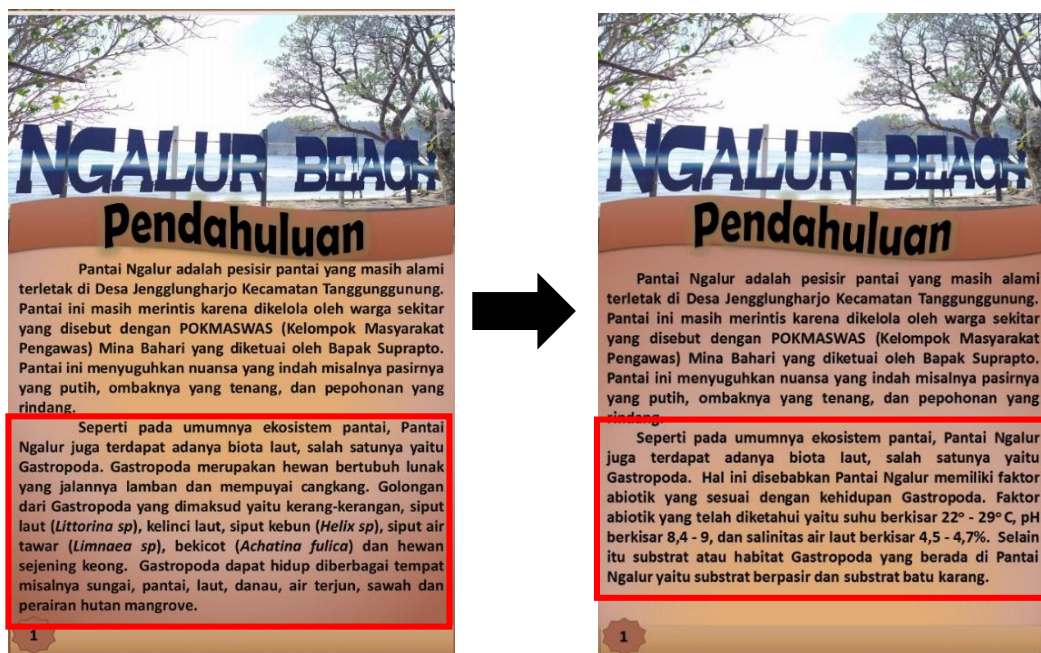 NGALUR BEACH
Pendahuluan
Pantai Ngalur adalah pesisir pantai yang masih alami
terletak di Desa Jengglungharjo Kecamatan Tanggunggunung.
Pantai ini masih merintis karena dikelola oleh warga sekitar
yang disebut dengan POKMASWAS (Kelompok Masyarakat
Pengawas) Mina Bahari yang diketuai oleh Bapak Suprapto.
Pantai ini menyuguhkan nuansa yang indah misalnya pasirnya
yang putih, ombaknya yang tenang, dan pepohonan yang
rindang.
Seperti pada umumnya ekosistem pantai, Pantai
Ngalur juga terdapat adanya biota laut, salah satunya yaitu
Gastropoda. Gastropoda merupakan hewan bertubuh lunak
yang jalannya lamban dan mempuyai cangkang. Golongan
dari Gastropoda yang dimaksud yaitu kerang-kerangan, siput
laut (Littorina sp), kelinci laut, siput kebun (Helix sp), siput air
tawar (Limnaea sp), bekicot (Achatina fulica) dan hewan
sejening keong. Gastropoda dapat hidup diberbagai tempat
misalnya sungai, pantai, laut, danau, air terjun, sawah dan
perairan hutan mangrove.
1
NGALUR BEACH
Pendahuluan
Pantai Ngalur adalah pesisir pantai yang masih alami
terletak di Desa Jengglungharjo Kecamatan Tanggunggunung.
Pantai ini masih merintis karena dikelola oleh warga sekitar
yang disebut dengan POKMASWAS (Kelompok Masyarakat
Pengawas) Mina Bahari yang diketuai oleh Bapak Suprapto.
Pantai ini menyuguhkan nuansa yang indah misalnya pasirnya
yang putih, ombaknya yang tenang, dan pepohonan yang
rindang.
Seperti pada umumnya ekosistem pantai, Pantai Ngalur
juga terdapat adanya biota laut, salah satunya yaitu
Gastropoda. Hal ini disebabkan Pantai Ngalur memiliki faktor
abiotik yang sesuai dengan kehidupan Gastropoda. Faktor
abiotik yang telah diketahui yaitu suhu berkisar 22º - 29º C, pH
berkisar 8,4 - 9, dan salinitas air laut berkisar 4,5 - 4,7%. Selain
itu substrat atau habitat Gastropoda yang berada di Pantai
Ngalur yaitu substrat berpasir dan substrat batu karang.
1